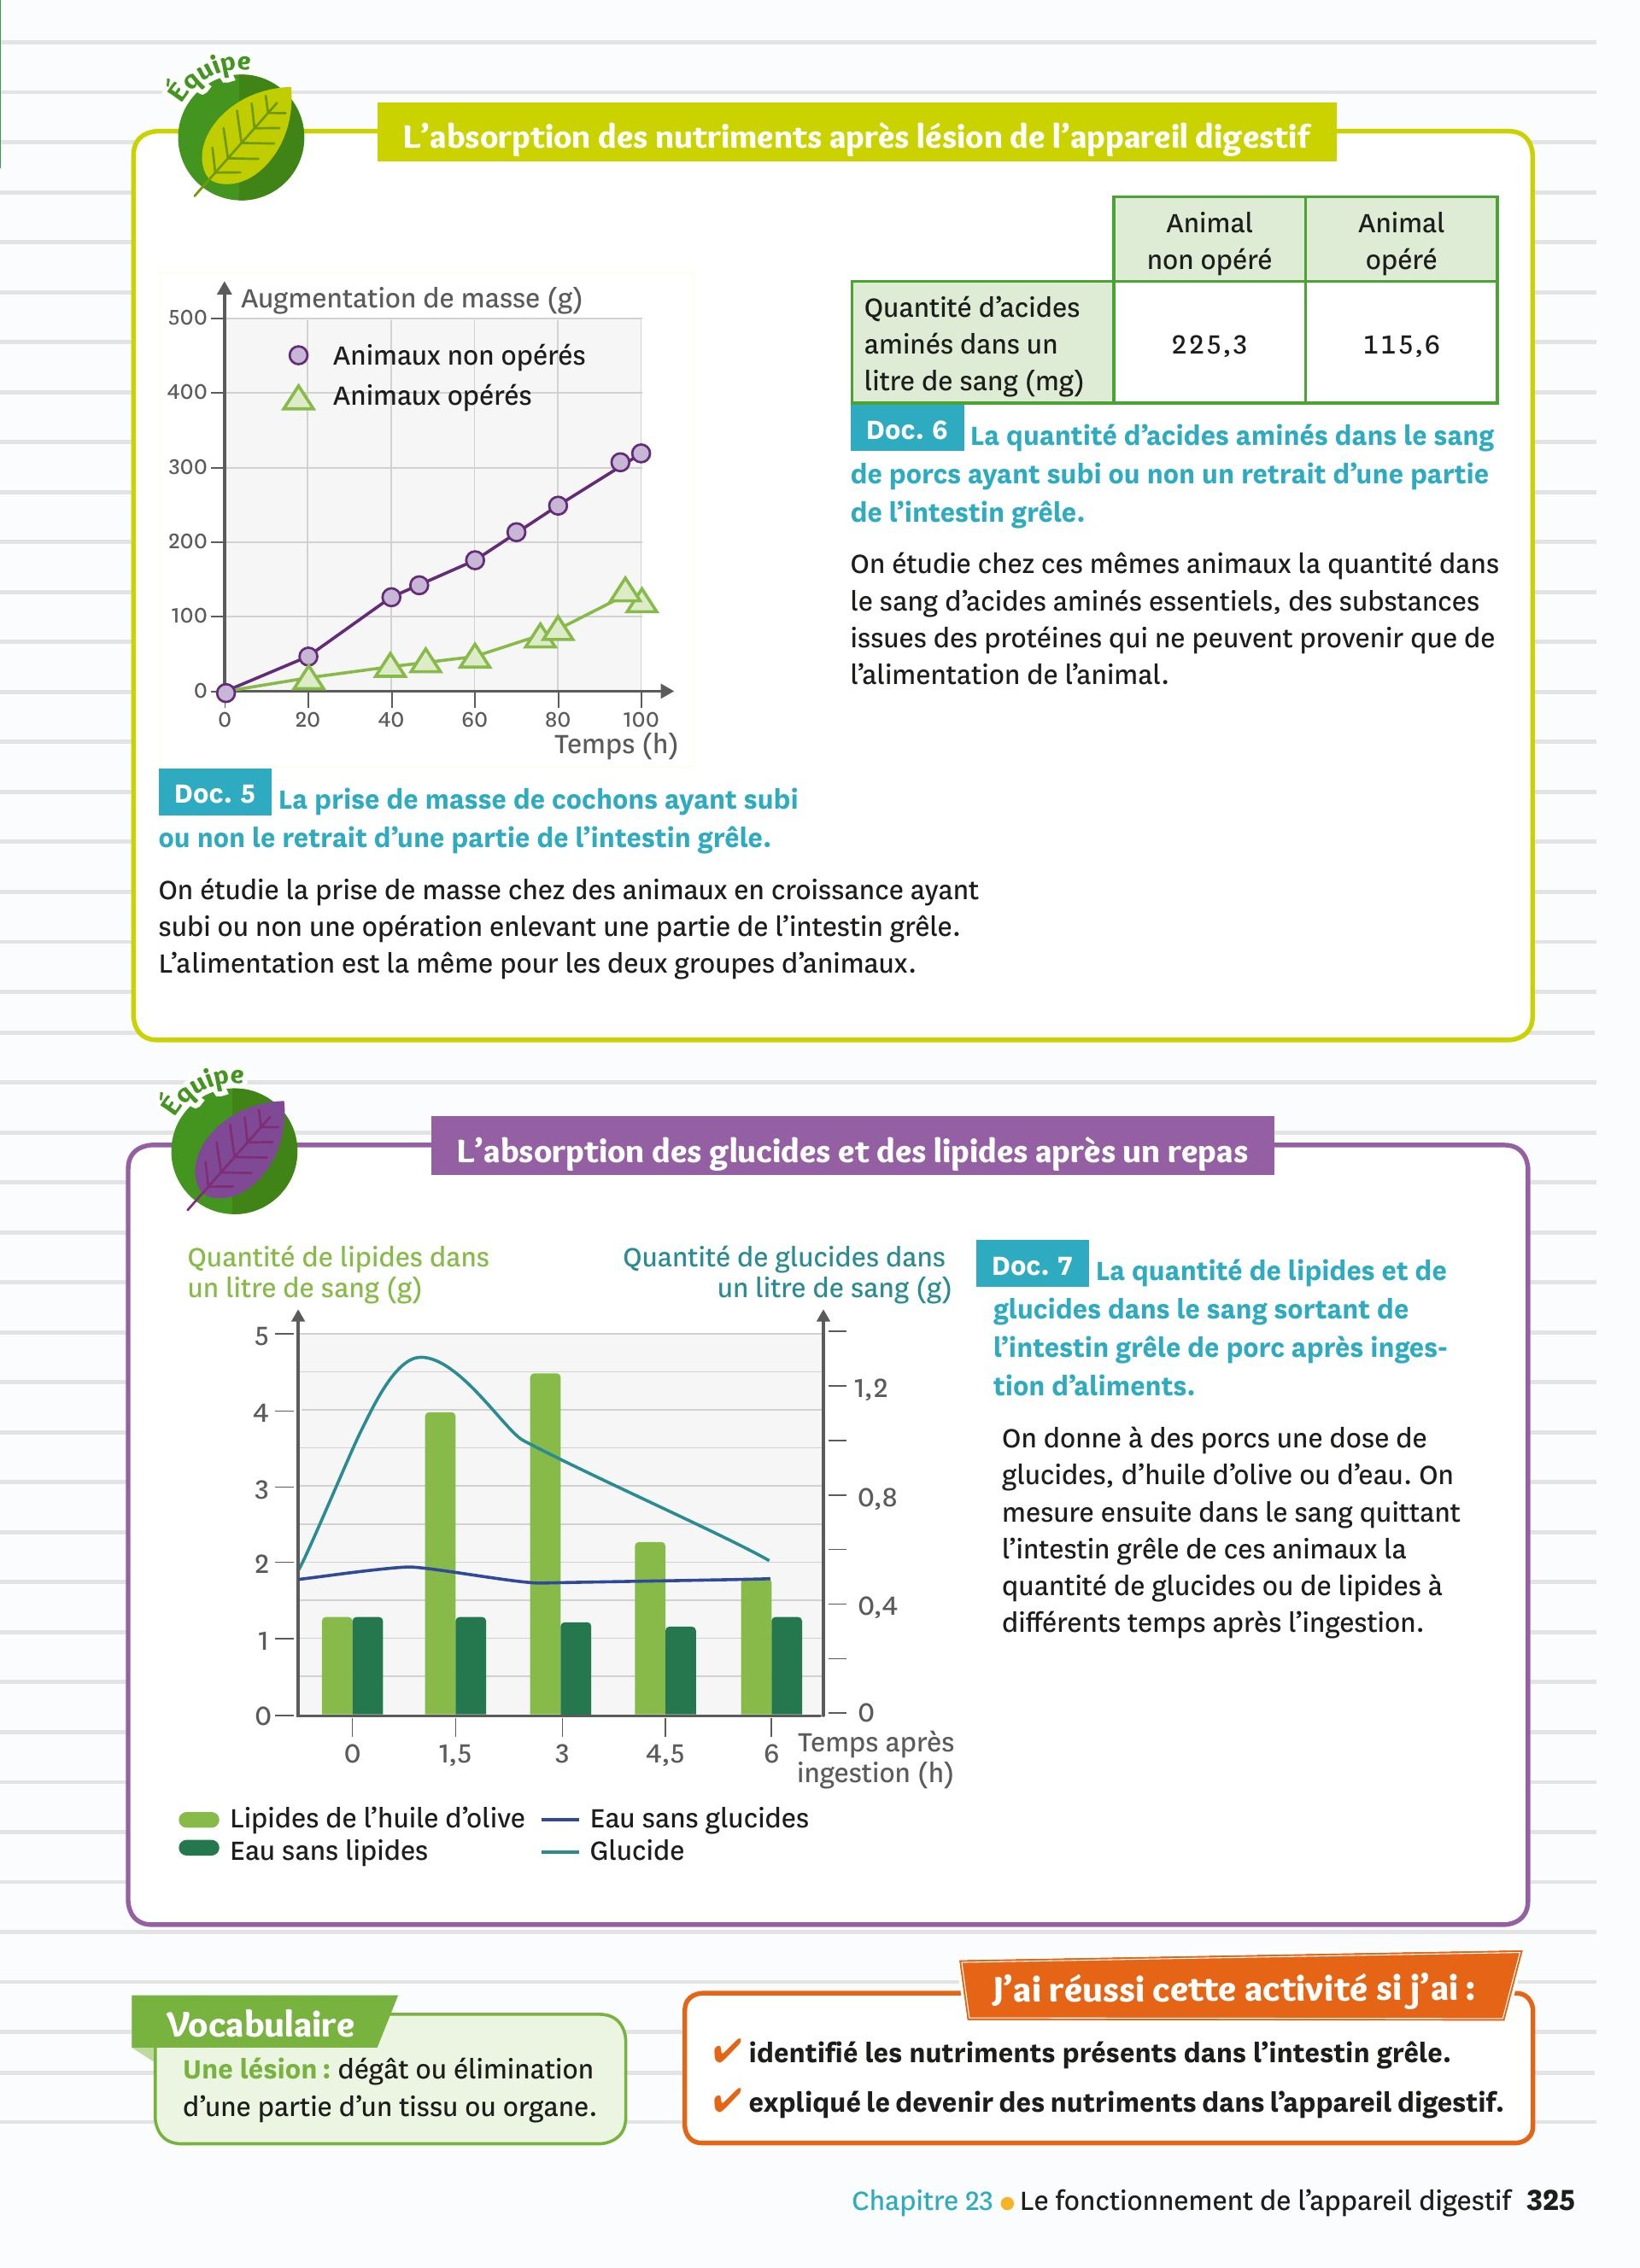 Équipe
L'absorption des nutriments après lésion de l'appareil digestif
Augmentation de masse (g)
500
400
300
200
100
0
Animaux non opérés
Animaux opérés
0 20 40 60 80 100
Temps (h)
Doc. 5 La prise de masse de cochons ayant subi
ou non le retrait d'une partie de l'intestin grêle.
On étudie la prise de masse chez des animaux en croissance ayant
subi ou non une opération enlevant une partie de l'intestin grêle.
L'alimentation est la même pour les deux groupes d'animaux.
Animal
non opéré
Animal
opéré
Quantité d'acides
aminés dans un
litre de sang (mg)
225,3
115,6
Doc. 6 La quantité d'acides aminés dans le sang
de porcs ayant subi ou non un retrait d'une partie
de l'intestin grêle.
On étudie chez ces mêmes animaux la quantité dans
le sang d'acides aminés essentiels, des substances
issues des protéines qui ne peuvent provenir que de
l'alimentation de l'animal.
Équipe
L'absorption des glucides et des lipides après un repas
Quantité de lipides dans
un litre de sang (g)
Quantité de glucides dans
un litre de sang (g)
5
4
3
2
1
0
1,2
0,8
0,4
0
0 1,5 3 4,5 6
Temps après
ingestion (h)
Lipides de l'huile d'olive
Eau sans lipides
Eau sans glucides
Glucide
Doc. 7 La quantité de lipides et de
glucides dans le sang sortant de
l'intestin grêle de porc après inges-
tion d'aliments.
On donne à des porcs une dose de
glucides, d'huile d'olive ou d'eau. On
mesure ensuite dans le sang quittant
l'intestin grêle de ces animaux la
quantité de glucides ou de lipides à
différents temps après l'ingestion.
Vocabulaire
Une lésion : dégât ou élimination
d'une partie d'un tissu ou organe.
J'ai réussi cette activité si j'ai :
✔ identifié les nutriments présents dans l'intestin grêle.
✔ expliqué le devenir des nutriments dans l'appareil digestif.
Chapitre 23 ● Le fonctionnement de l'appareil digestif 325